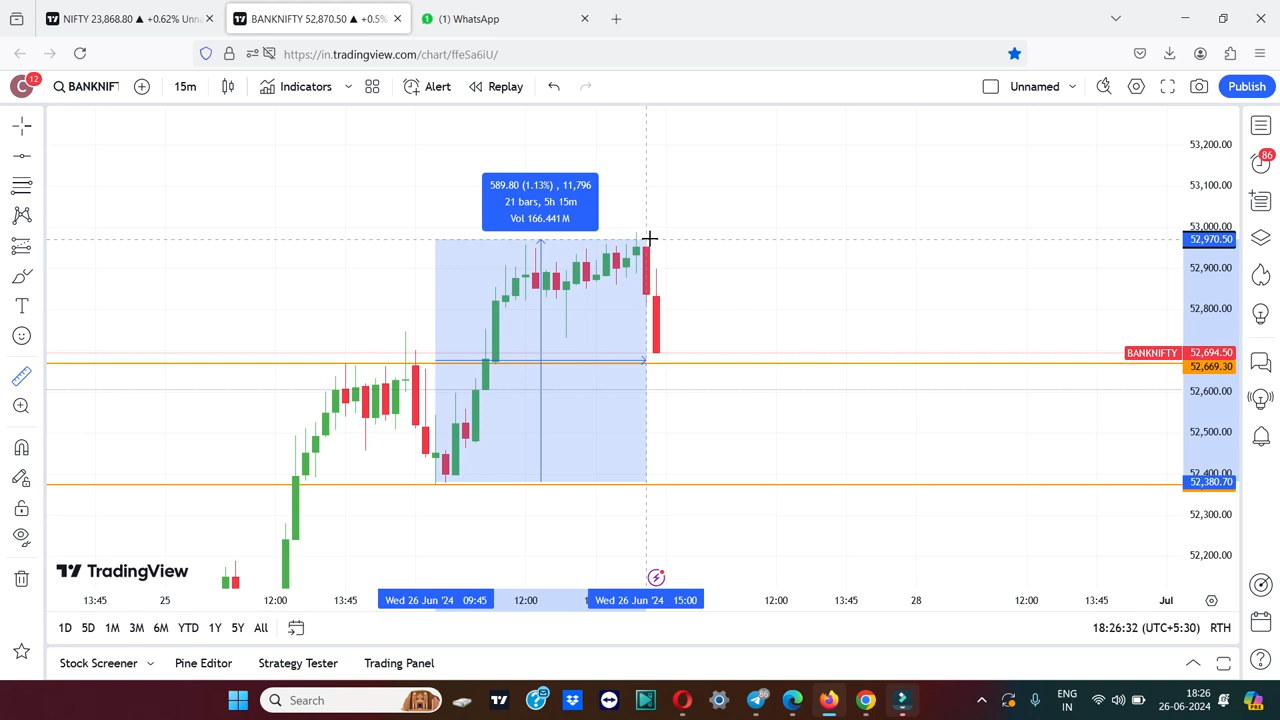 NIFTY 23,868.80 ▲ +0.62% Unna
BANKNIFTY 52,870.50 ▲ +0.5%
(1) WhatsApp
https://in.tradingview.com/chart/ffeSa6iU/
C
12
BANKNIFT
15m
Indicators
Alert
Replay
Unnamed
Publish
589.80 (1.13%) , 11,796
21 bars, 5h 15m
Vol 166.441 M
53,200.00
53,100.00
53,000.00
52,970.50
52,900.00
52,800.00
BANKNIFTY 52,694.50
52,669.30
52,600.00
52,500.00
52,400.00
52,380.70
52,300.00
52,200.00
86
TradingView
13:45
25
12:00
13:45
Wed 26 Jun '24 09:45
12:00
Wed 26 Jun '24 15:00
12:00
13:45
28
12:00
13:45
Jul
1D 5D 1M 3M 6M YTD 1Y 5Y All
18:26:32 (UTC+5:30) RTH
Stock Screener
Pine Editor
Strategy Tester
Trading Panel
Search
86
ENG
IN
18:26
26-06-2024
PRE